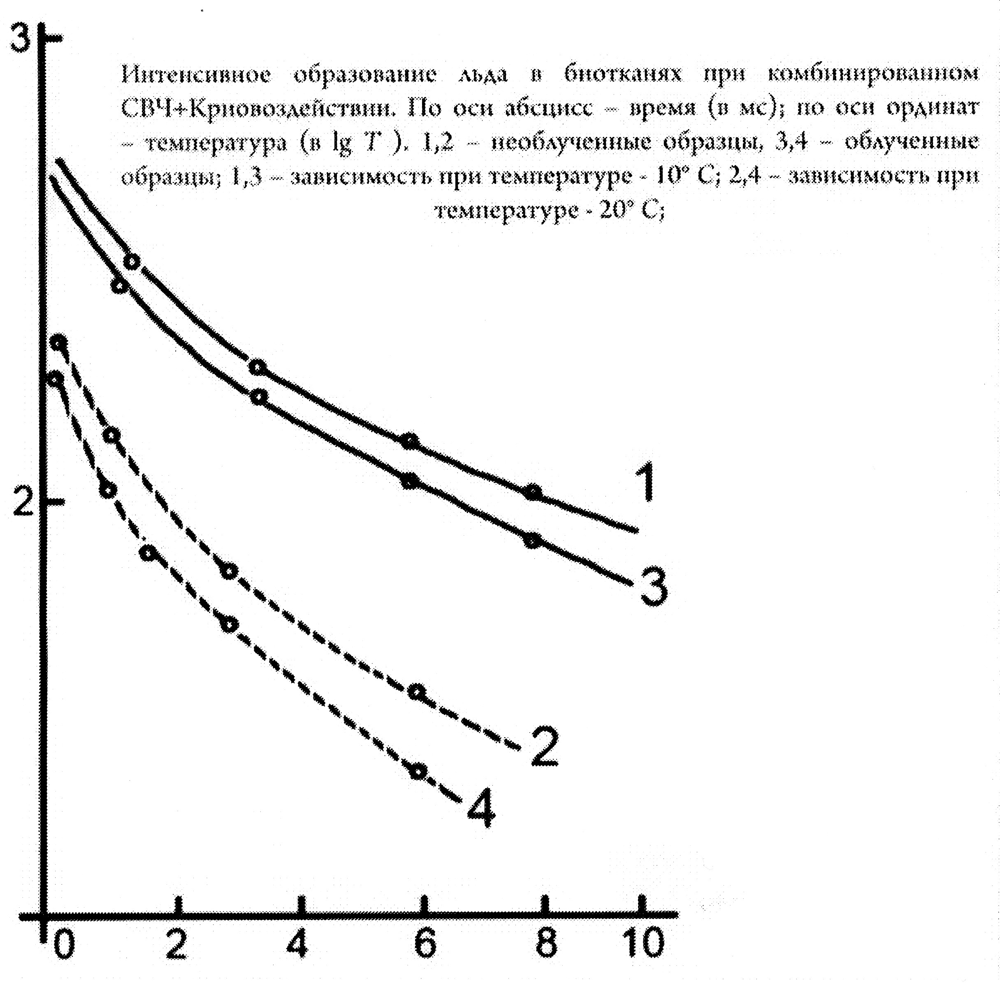 3
Интенсивное образование льда в биотканях при комбинированном
СВЧ+Криовоздействии. По оси абсцисс – время (в мс); по оси ординат
– температура (в lg T ). 1,2 – необлученные образцы, 3,4 – облученные
образцы; 1,3 – зависимость при температуре - 10° С; 2,4 – зависимость при
температуре - 20° С;
1
2
3
2
4
0 2 4 6 8 10